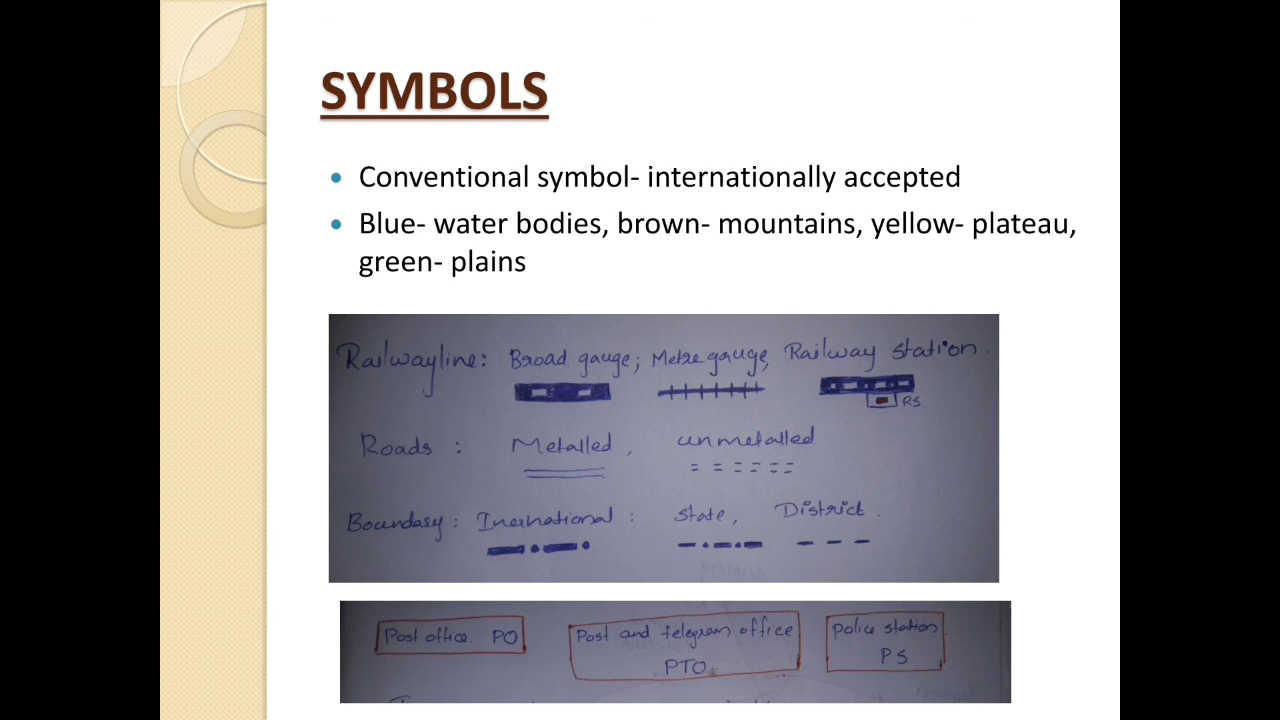 SYMBOLS
Conventional symbol- internationally accepted
Blue- water bodies, brown- mountains, yellow- plateau,
green- plains
Railwayline: Broad gauge; Metre gauge, Railway station.
RS
Roads : Metalled, unmetalled
Boundary: Inernational: state, District.
Post office PO
Post and telegram office
PTO
Police station
PS